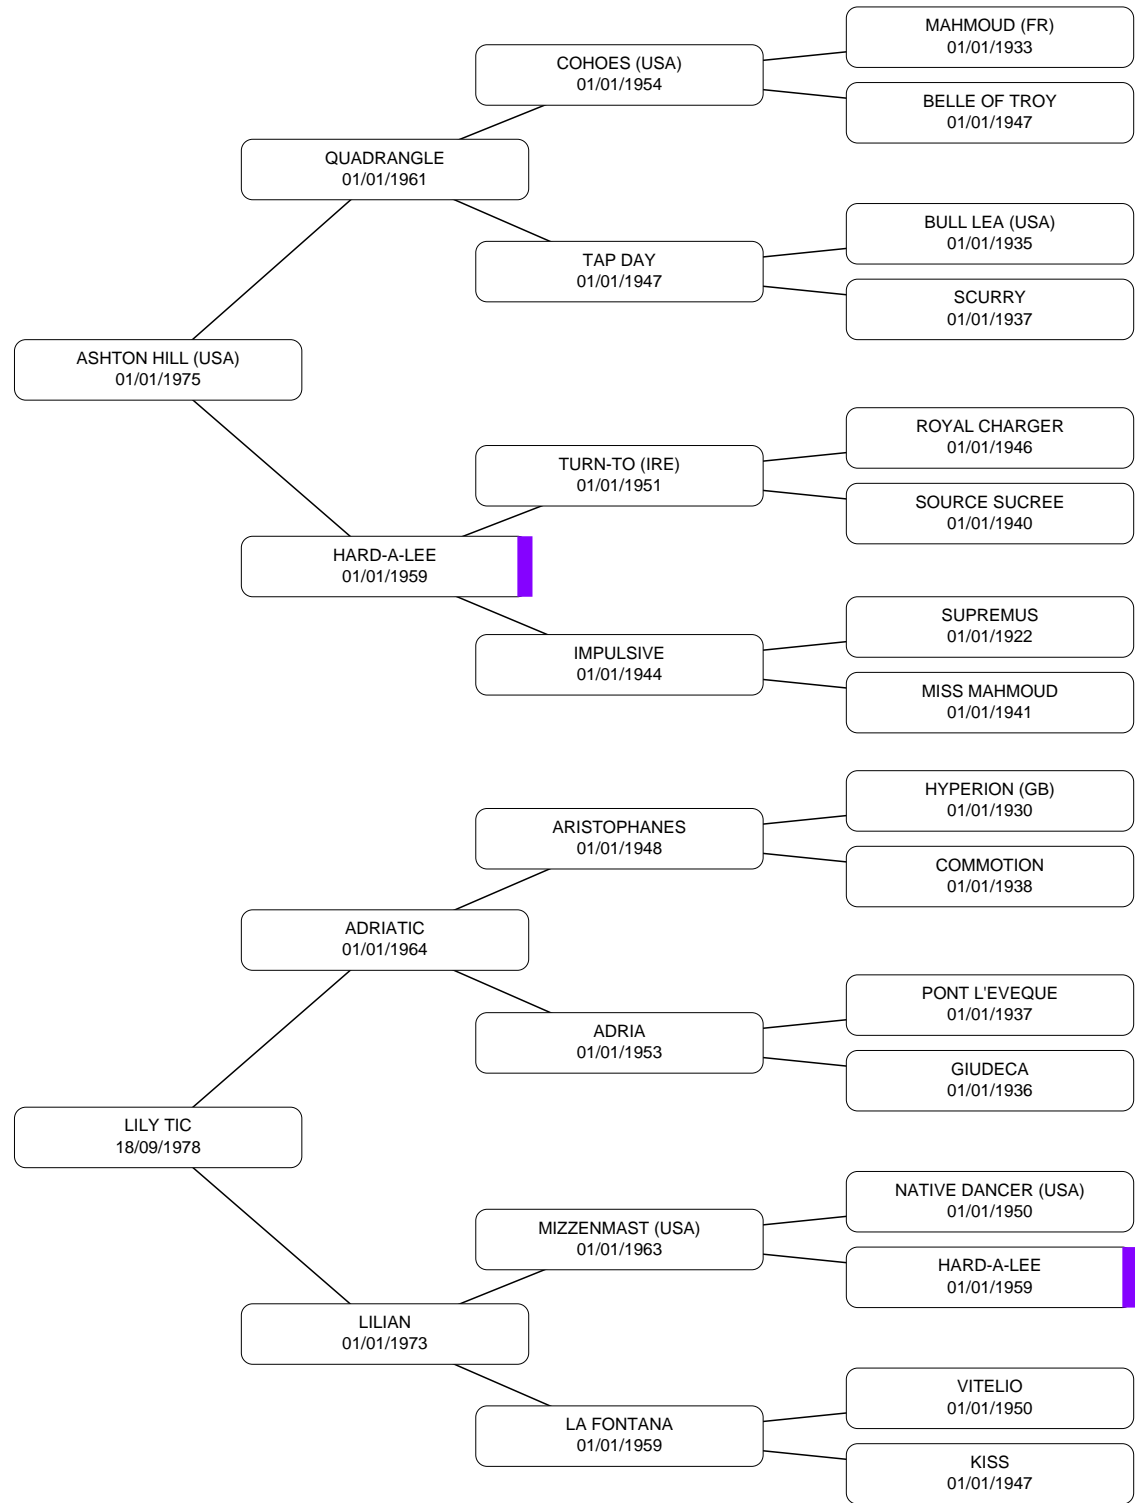 MAHMOUD (FR)
01/01/1933
COHOES (USA)
01/01/1954
BELLE OF TROY
01/01/1947
QUADRANGLE
01/01/1961
BULL LEA (USA)
01/01/1935
TAP DAY
01/01/1947
SCURRY
01/01/1937
ASHTON HILL (USA)
01/01/1975
ROYAL CHARGER
01/01/1946
TURN-TO (IRE)
01/01/1951
SOURCE SUCREE
01/01/1940
HARD-A-LEE
01/01/1959
SUPREMUS
01/01/1922
IMPULSIVE
01/01/1944
MISS MAHMOUD
01/01/1941
HYPERION (GB)
01/01/1930
ARISTOPHANES
01/01/1948
COMMOTION
01/01/1938
ADRIATIC
01/01/1964
PONT L'EVEQUE
01/01/1937
ADRIA
01/01/1953
GIUDECA
01/01/1936
LILY TIC
18/09/1978
NATIVE DANCER (USA)
01/01/1950
MIZZENMAST (USA)
01/01/1963
HARD-A-LEE
01/01/1959
LILIAN
01/01/1973
VITELIO
01/01/1950
LA FONTANA
01/01/1959
KISS
01/01/1947